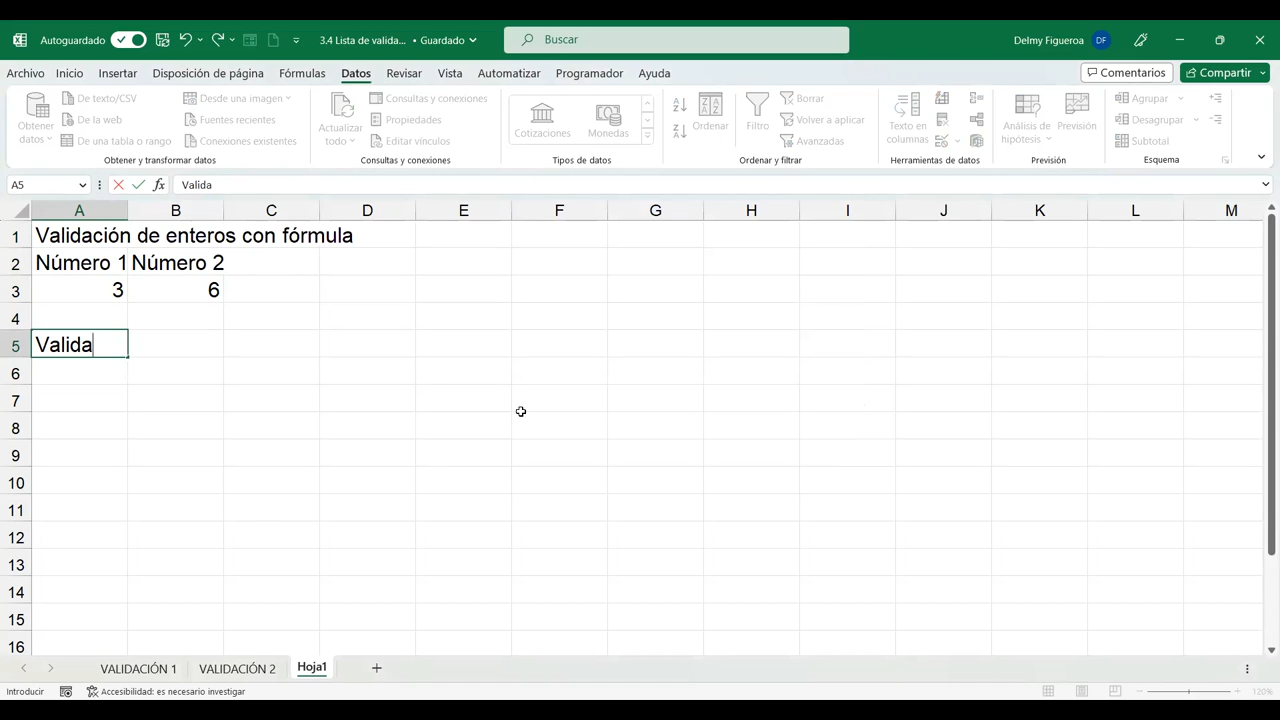 Autoguardado
3.4 Lista de valida... • Guardado
Buscar
Delmy Figueroa
DF
Archivo Inicio Insertar Disposición de página Fórmulas Datos Revisar Vista Automatizar Programador Ayuda
Comentarios
Compartir
Obtener datos
De texto/CSV
De la web
De una tabla o rango
Desde una imagen
Fuentes recientes
Conexiones existentes
Obtener y transformar datos
Actualizar todo
Consultas y conexiones
Propiedades
Editar vínculos
Consultas y conexiones
Cotizaciones
Monedas
Tipos de datos
Ordenar
Filtro
Borrar
Volver a aplicar
Avanzadas
Ordenar y filtrar
Texto en columnas
Herramientas de datos
Análisis de hipótesis
Previsión
Previsión
Agrupar
Desagrupar
Subtotal
Esquema
A5
fx
Valida
A B C D E F G H I J K L M
1 Validación de enteros con fórmula
2 Número 1 Número 2
3 3 6
4
5 Valida
6
7
8
9
10
11
12
13
14
15
16
VALIDACIÓN 1 VALIDACIÓN 2 Hoja1
Introducir
Accesibilidad: es necesario investigar
120%